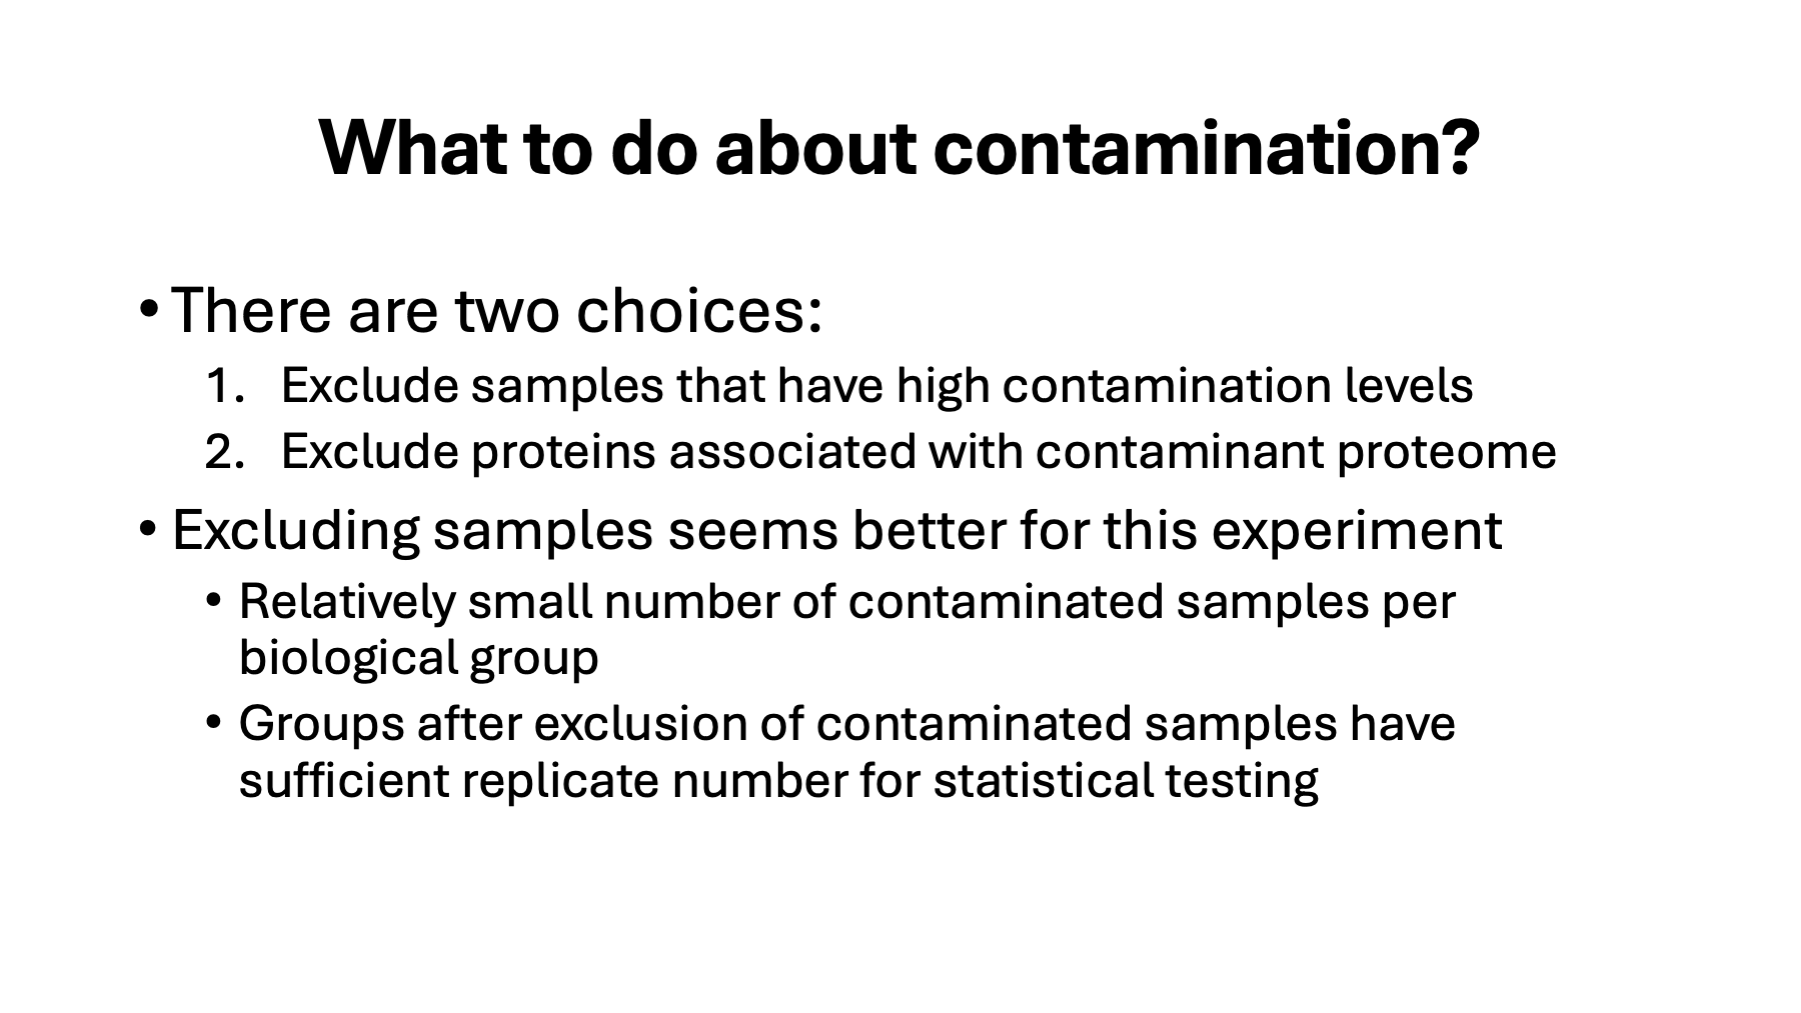 What to do about contamination?
• There are two choices:
1. Exclude samples that have high contamination levels
2. Exclude proteins associated with contaminant proteome
• Excluding samples seems better for this experiment
• Relatively small number of contaminated samples per
biological group
• Groups after exclusion of contaminated samples have
sufficient replicate number for statistical testing